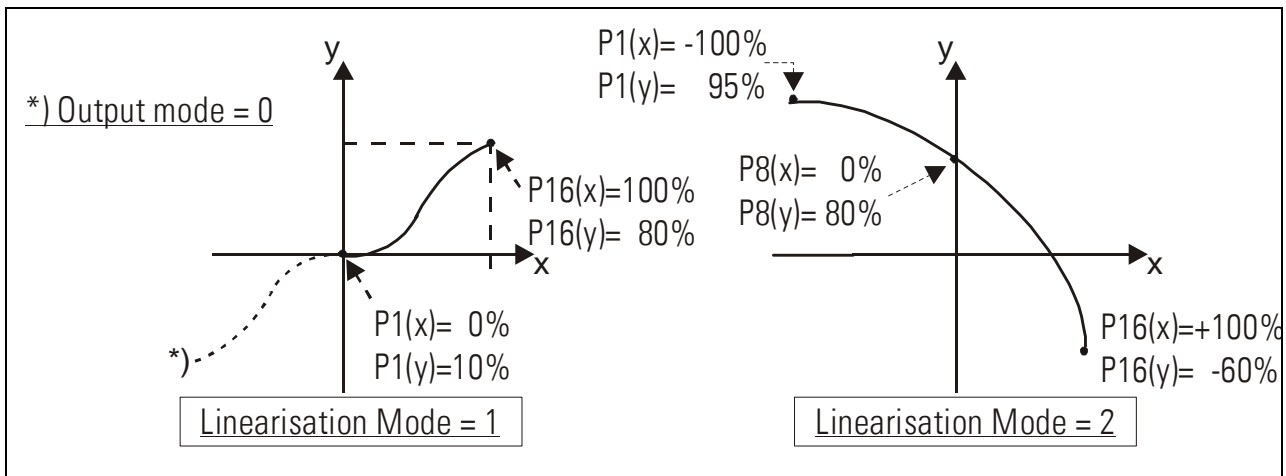 y
*) Output mode = 0
P16(x)=100%
P16(y)= 80%
x
P1(x)= 0%
P1(y)=10%
*)
Linearisation Mode = 1
P1(x)= -100%
P1(y)= 95%
y
P8(x)= 0%
P8(y)= 80%
x
P16(x)=+100%
P16(y)= -60%
Linearisation Mode = 2